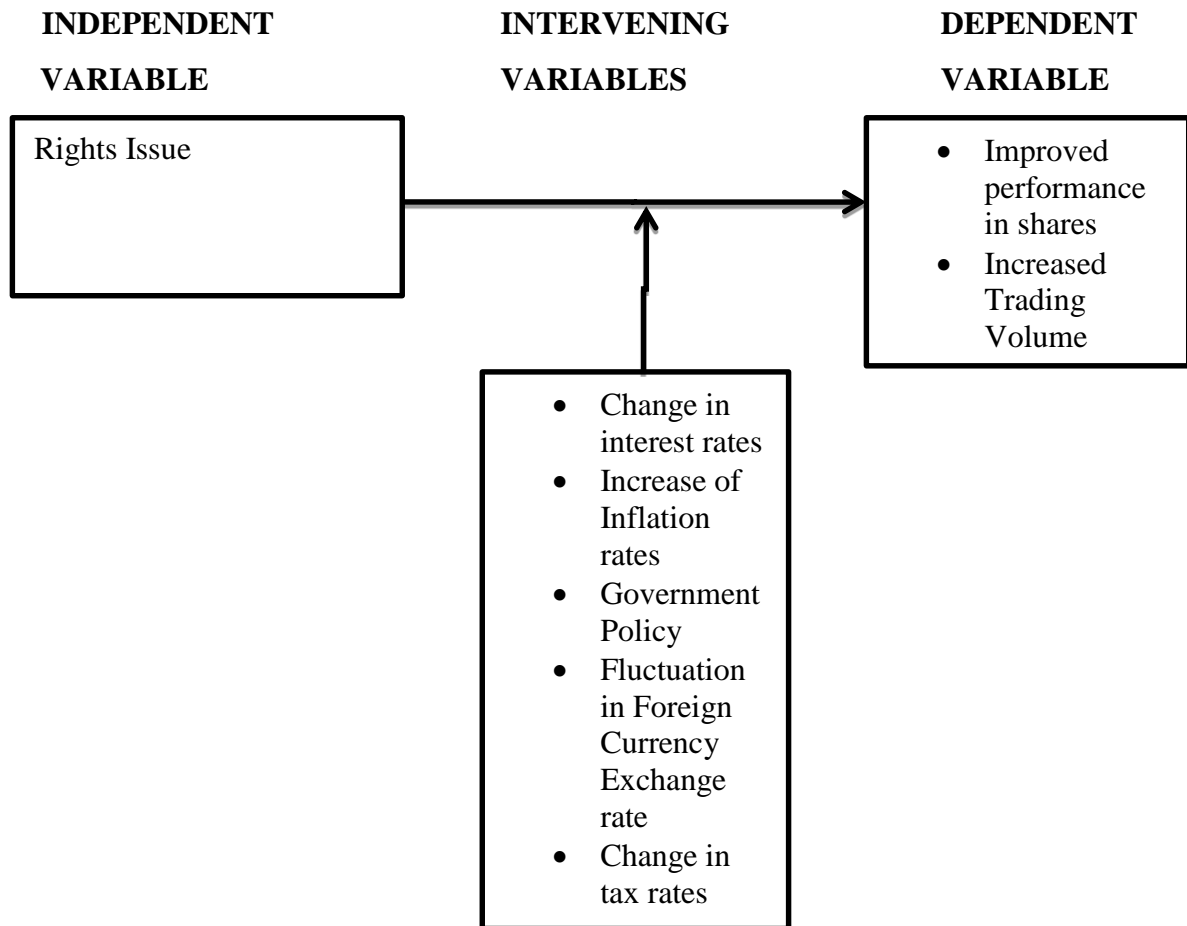 INDEPENDENT
VARIABLE
INTERVENING
VARIABLES
DEPENDENT
VARIABLE
Rights Issue
• Improved
performance
in shares
• Increased
Trading
Volume
• Change in
interest rates
• Increase of
Inflation
rates
• Government
Policy
• Fluctuation
in Foreign
Currency
Exchange
rate
• Change in
tax rates